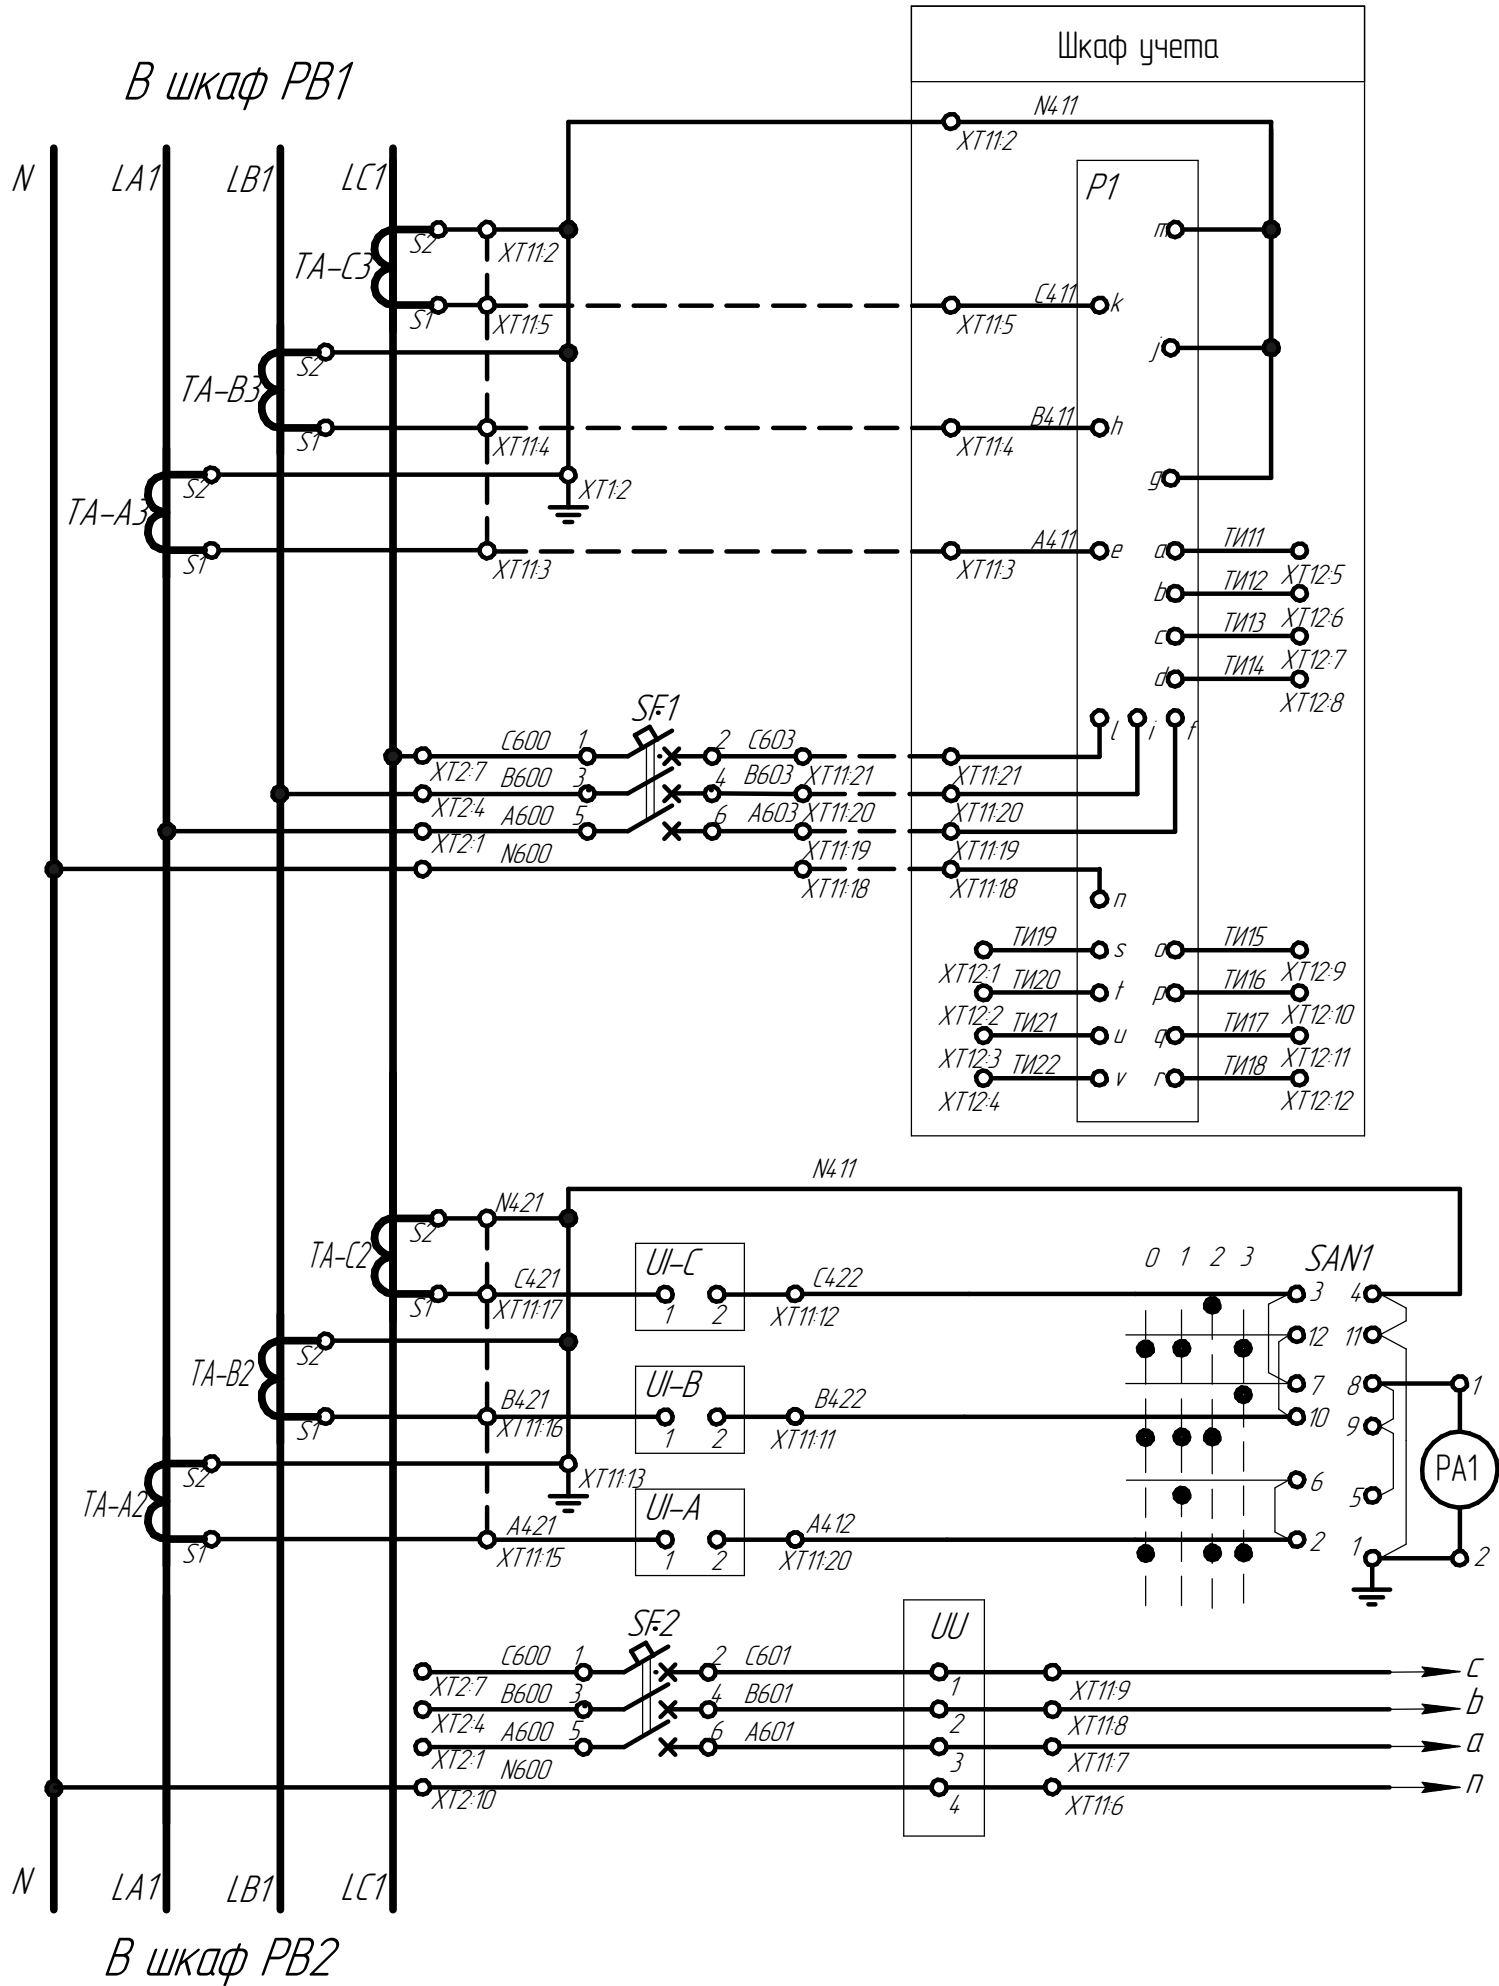 Шкаф учета
В шкаф РВ1
N411
XT11:2
N
LA1
LB1
LC1
P1
S2
XT11:2
m
TA-C3
C411
S1
XT11:5
XT11:5
k
S2
j
TA-B3
B411
S1
XT11:4
XT11:4
h
S2
XT1:2
g
TA-A3
A411
e
a
ТИ11
S1
XT11:3
XT11:3
XT12:5
b
ТИ12
XT12:6
c
ТИ13
XT12:7
d
ТИ14
XT12:8
SF1
l
i
f
C600
1
2
C603
XT2:7
XT11:21
XT11:21
B600
3
4
B603
XT2:4
XT11:20
XT11:20
A600
5
6
A603
XT2:1
XT11:19
XT11:19
N600
XT11:18
XT11:18
n
ТИ19
s
o
ТИ15
XT12:1
XT12:9
ТИ20
t
p
ТИ16
XT12:2
XT12:10
ТИ21
u
q
ТИ17
XT12:3
XT12:11
ТИ22
v
r
ТИ18
XT12:4
XT12:12
N411
N421
S2
TA-C2
UI-C
0 1 2 3
SAN1
C421
C422
S1
XT11:17
1
2
XT11:12
3
4
12
11
S2
TA-B2
UI-B
7
8
1
B421
B422
S1
XT11:16
1
2
XT11:11
10
9
S2
XT11:13
PA1
TA-A2
UI-A
6
5
A421
A412
S1
XT11:15
1
2
XT11:20
2
1
2
SF2
UU
C600
1
2
C601
c
XT2:7
1
XT11:9
B600
3
4
B601
b
XT2:4
2
XT11:8
A600
5
6
A601
a
XT2:1
3
XT11:7
N600
n
XT2:10
4
XT11:6
N
LA1
LB1
LC1
В шкаф РВ2